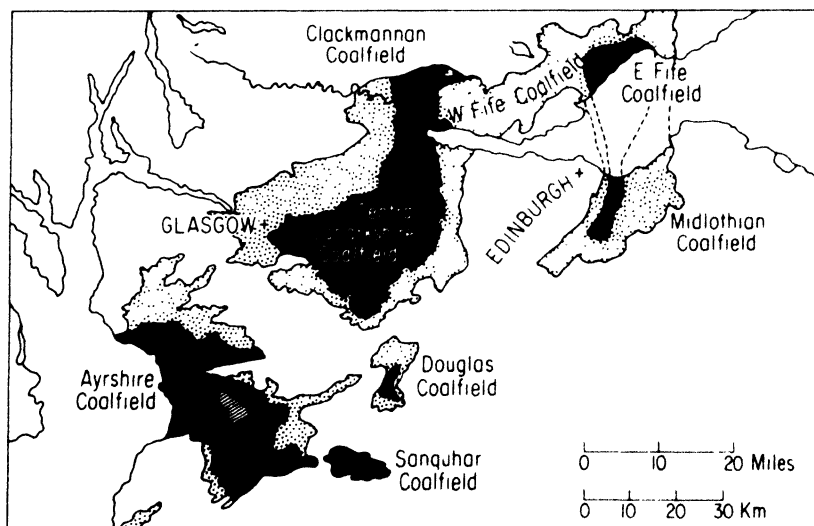 Clackmannan
Coalfield
W Fife Coalfield
E Fife
Coalfield
GLASGOW
EDINBURGH
Midlothian
Coalfield
Coalfield
Ayrshire
Coalfield
Douglas
Coalfield
Sanquhar
Coalfield
0 10 20 Miles
0 10 20 30 Km